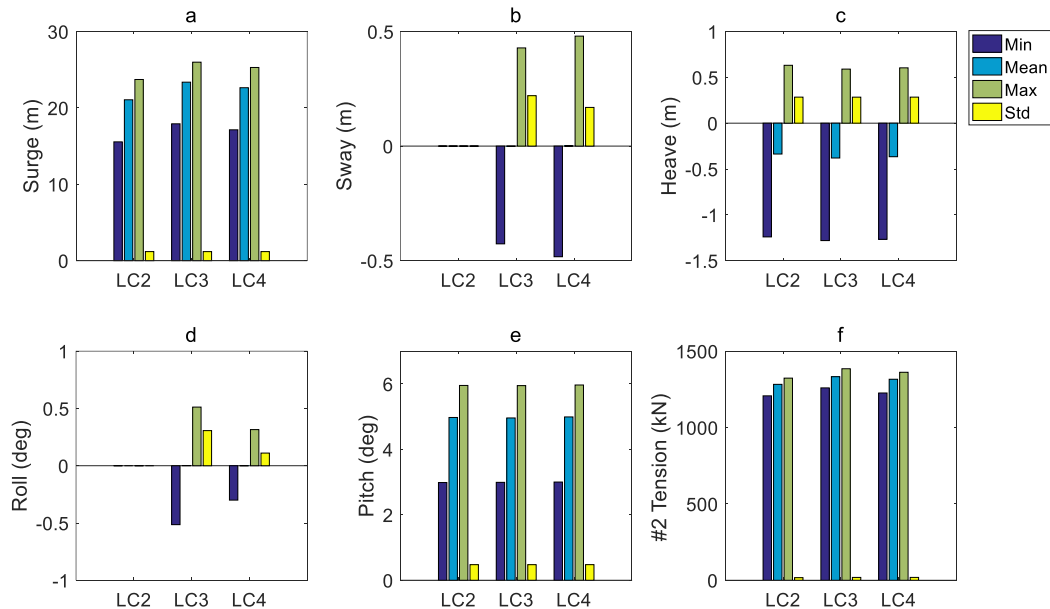 a
30
20
10
0
Surge (m)
LC2 LC3 LC4
b
0.5
0
-0.5
Sway (m)
LC2 LC3 LC4
c
1
0.5
0
-0.5
-1
-1.5
Heave (m)
LC2 LC3 LC4
Min
Mean
Max
Std
d
1
0.5
0
-0.5
-1
Roll (deg)
LC2 LC3 LC4
e
6
4
2
0
Pitch (deg)
LC2 LC3 LC4
f
1500
1000
500
0
#2 Tension (kN)
LC2 LC3 LC4